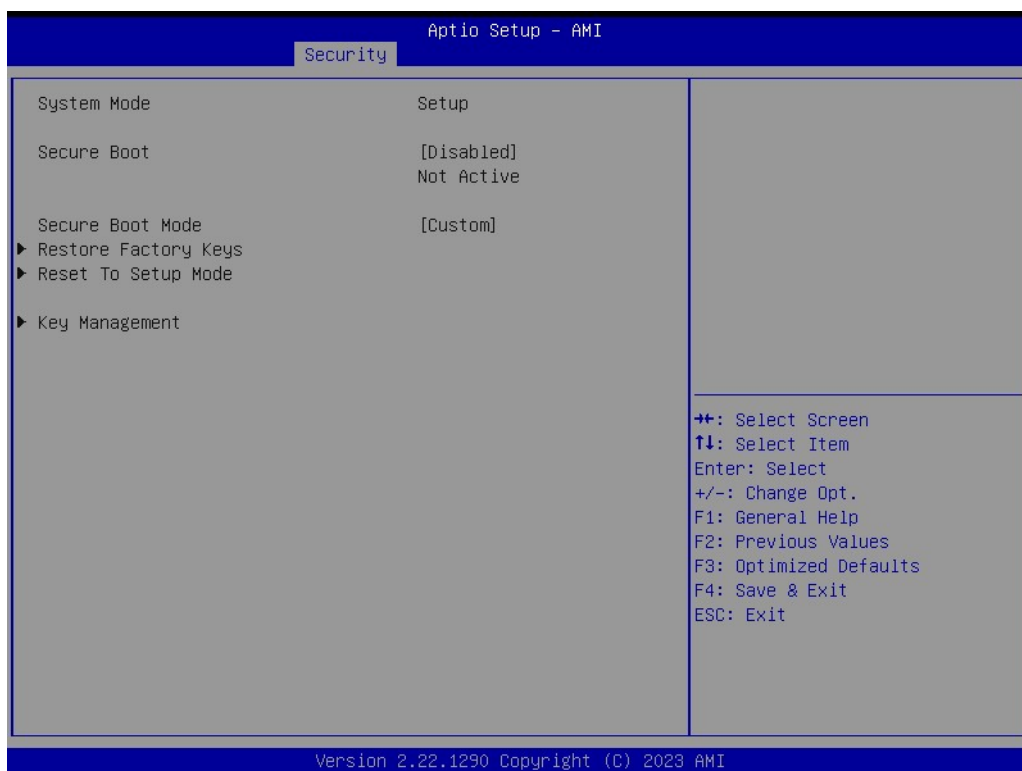 Aptio Setup – AMI
Security
System Mode Setup
Secure Boot [Disabled]
Not Active
Secure Boot Mode [Custom]
▶ Restore Factory Keys
▶ Reset To Setup Mode
▶ Key Management
→←: Select Screen
↑↓: Select Item
Enter: Select
+/-: Change Opt.
F1: General Help
F2: Previous Values
F3: Optimized Defaults
F4: Save & Exit
ESC: Exit
Version 2.22.1290 Copyright (C) 2023 AMI